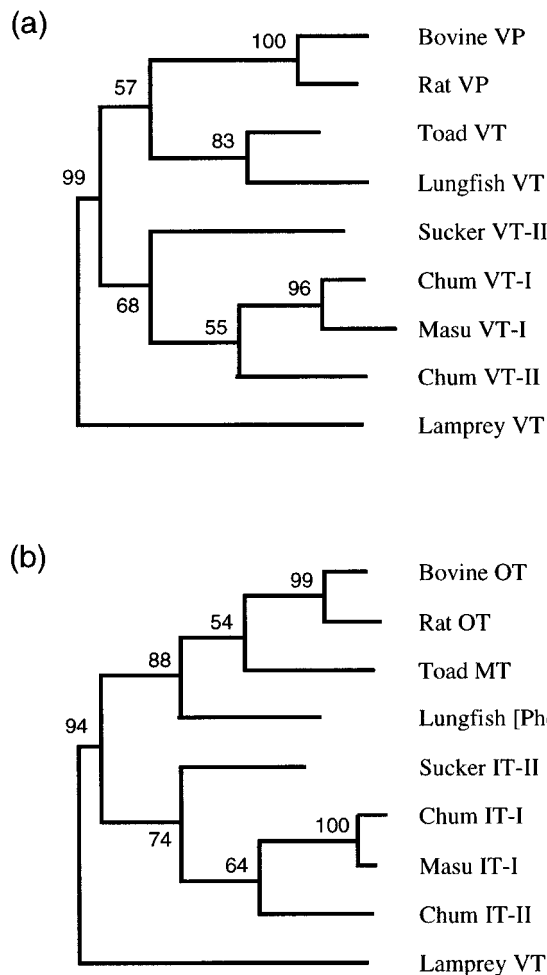 (a)
100
Bovine VP
Rat VP
57
83
Toad VT
Lungfish VT
99
Sucker VT-II
68
96
Chum VT-I
Masu VT-I
55
Chum VT-II
Lamprey VT
(b)
99
Bovine OT
Rat OT
54
Toad MT
88
Lungfish [Ph
94
Sucker IT-II
74
100
Chum IT-I
Masu IT-I
64
Chum IT-II
Lamprey VT